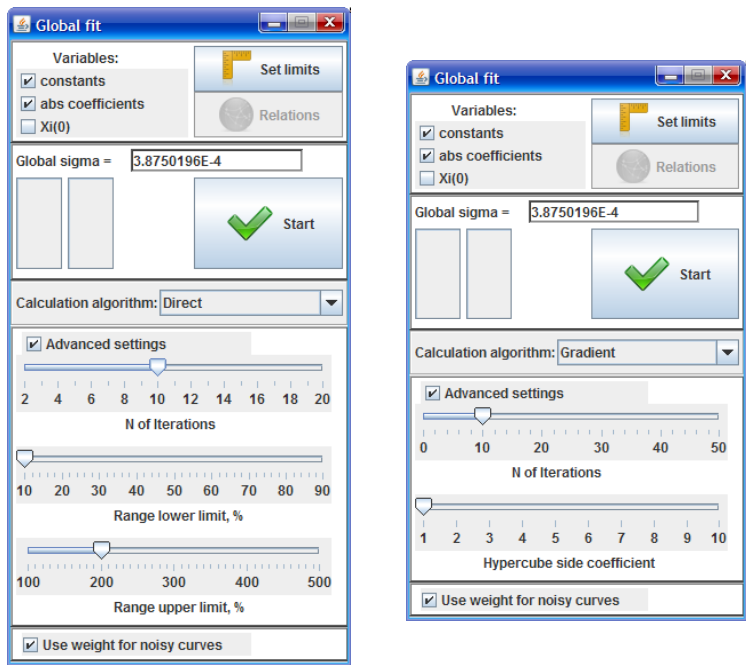 Global fit
Variables:
constants
Set limits
abs coefficients
Relations
Xi(0)
Global sigma = 3.8750196E-4
Start
Calculation algorithm: Direct
Advanced settings
2 4 6 8 10 12 14 16 18 20
N of Iterations
10 20 30 40 50 60 70 80 90
Range lower limit, %
100 200 300 400 500
Range upper limit, %
Use weight for noisy curves
Global fit
Variables:
constants
Set limits
abs coefficients
Relations
Xi(0)
Global sigma = 3.8750196E-4
Start
Calculation algorithm: Gradient
Advanced settings
0 10 20 30 40 50
N of Iterations
1 2 3 4 5 6 7 8 9 10
Hypercube side coefficient
Use weight for noisy curves